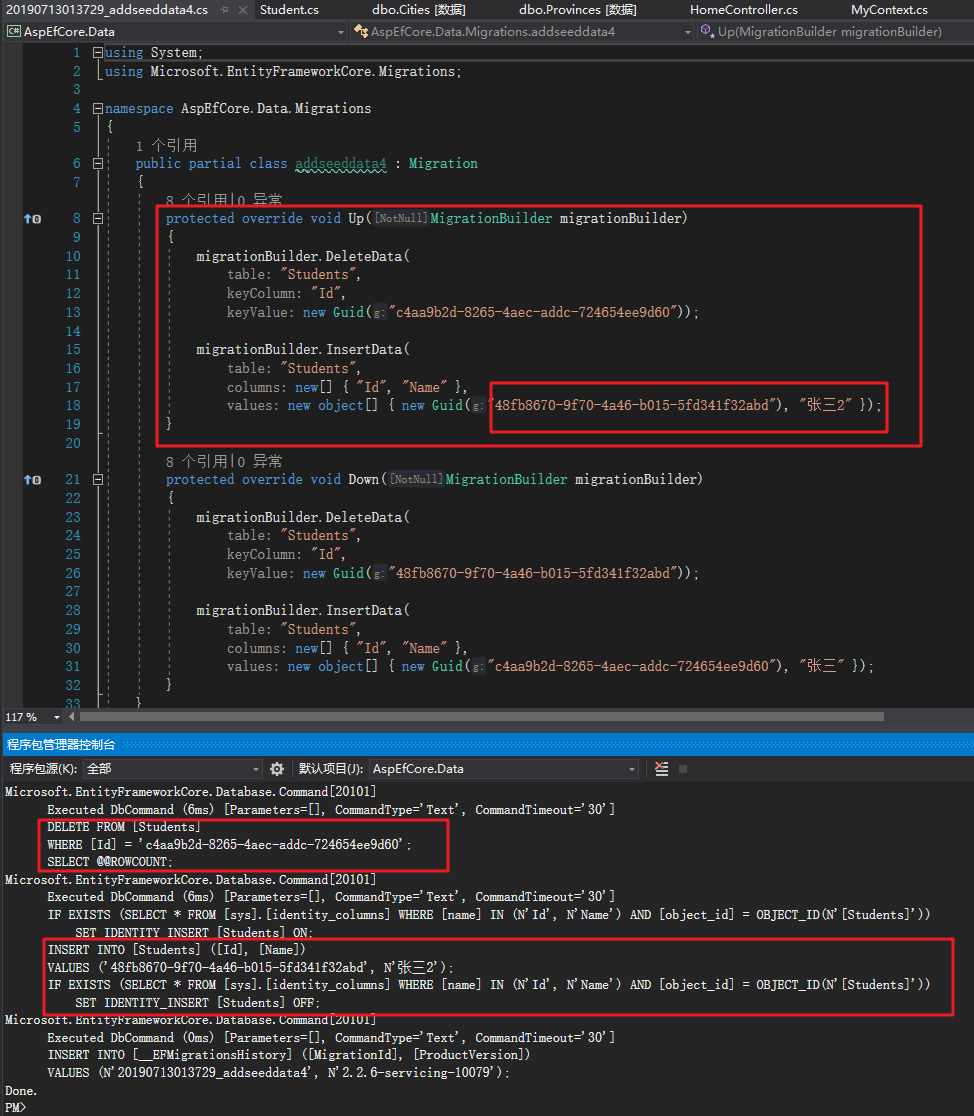 20190713013729_addseeddata4.cs Student.cs dbo.Cities [数据] dbo.Provinces [数据] HomeController.cs MyContext.cs
C# AspEfCore.Data AspEfCore.Data.Migrations.addseeddata4 Up(MigrationBuilder migrationBuilder)
1 using System;
2 using Microsoft.EntityFrameworkCore.Migrations;
3
4 namespace AspEfCore.Data.Migrations
5 {
1 个引用
6 public partial class addseeddata4 : Migration
7 {
8 个引用|0 异常
8 protected override void Up([NotNull]MigrationBuilder migrationBuilder)
9 {
10 migrationBuilder.DeleteData(
11 table: "Students",
12 keyColumn: "Id",
13 keyValue: new Guid(g:"c4aa9b2d-8265-4aec-addc-724654ee9d60"));
14
15 migrationBuilder.InsertData(
16 table: "Students",
17 columns: new[] { "Id", "Name" },
18 values: new object[] { new Guid(g:"48fb8670-9f70-4a46-b015-5fd341f32abd"), "张三2" });
19 }
20
8 个引用|0 异常
21 protected override void Down([NotNull]MigrationBuilder migrationBuilder)
22 {
23 migrationBuilder.DeleteData(
24 table: "Students",
25 keyColumn: "Id",
26 keyValue: new Guid(g:"48fb8670-9f70-4a46-b015-5fd341f32abd"));
27
28 migrationBuilder.InsertData(
29 table: "Students",
30 columns: new[] { "Id", "Name" },
31 values: new object[] { new Guid(g:"c4aa9b2d-8265-4aec-addc-724654ee9d60"), "张三" });
32 }
33 }
117 %
程序包管理器控制台
程序包源(K): 全部 默认项目(J): AspEfCore.Data
Microsoft.EntityFrameworkCore.Database.Command[20101]
Executed DbCommand (6ms) [Parameters=[], CommandType='Text', CommandTimeout='30']
DELETE FROM [Students]
WHERE [Id] = 'c4aa9b2d-8265-4aec-addc-724654ee9d60';
SELECT @@ROWCOUNT;
Microsoft.EntityFrameworkCore.Database.Command[20101]
Executed DbCommand (6ms) [Parameters=[], CommandType='Text', CommandTimeout='30']
IF EXISTS (SELECT * FROM [sys].[identity_columns] WHERE [name] IN (N'Id', N'Name') AND [object_id] = OBJECT_ID(N'[Students]'))
SET IDENTITY_INSERT [Students] ON;
INSERT INTO [Students] ([Id], [Name])
VALUES ('48fb8670-9f70-4a46-b015-5fd341f32abd', N'张三2');
IF EXISTS (SELECT * FROM [sys].[identity_columns] WHERE [name] IN (N'Id', N'Name') AND [object_id] = OBJECT_ID(N'[Students]'))
SET IDENTITY_INSERT [Students] OFF;
Microsoft.EntityFrameworkCore.Database.Command[20101]
Executed DbCommand (0ms) [Parameters=[], CommandType='Text', CommandTimeout='30']
INSERT INTO [__EFMigrationsHistory] ([MigrationId], [ProductVersion])
VALUES (N'20190713013729_addseeddata4', N'2.2.6-servicing-10079');
Done.
PM>